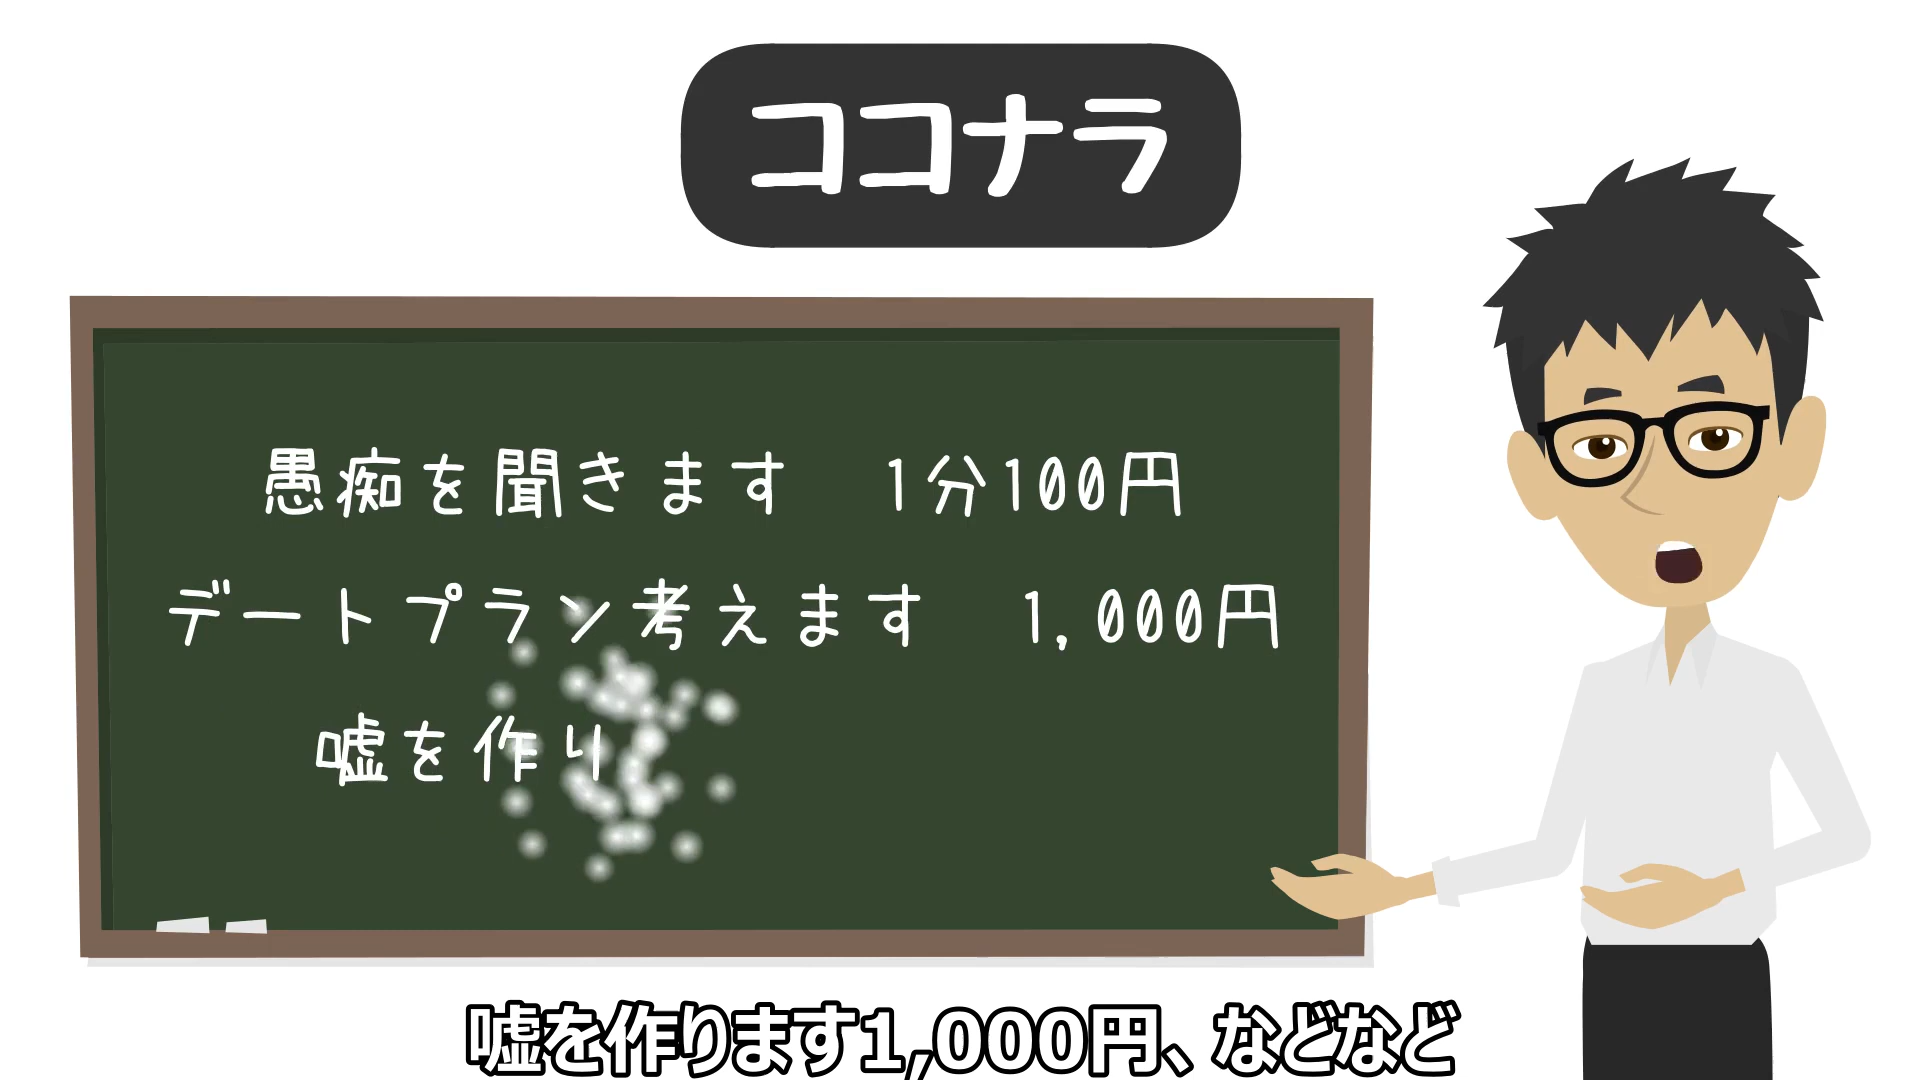 ココナラ
愚痴を聞きます　1分100円
デートプラン考えます　1,000円
嘘を作り
嘘を作ります1,000円、などなど